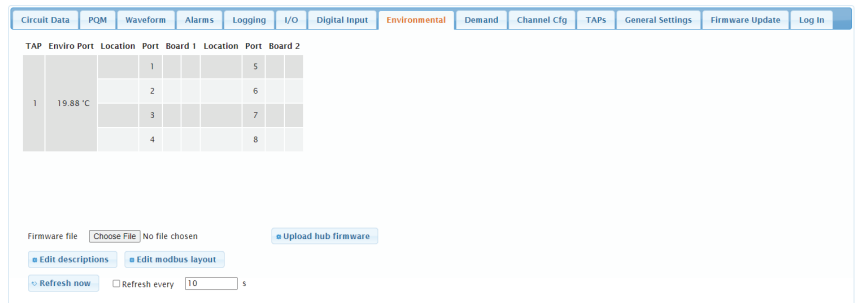 Circuit Data PQM Waveform Alarms Logging I/O Digital Input Environmental Demand Channel Cfg TAPs General Settings Firmware Update Log In
TAP Enviro Port Location Port Board 1 Location Port Board 2
1 5
2 6
1 19.88 °C
3 7
4 8
Firmware file Choose File No file chosen Upload hub firmware
Edit descriptions Edit modbus layout
Refresh now Refresh every 10 s